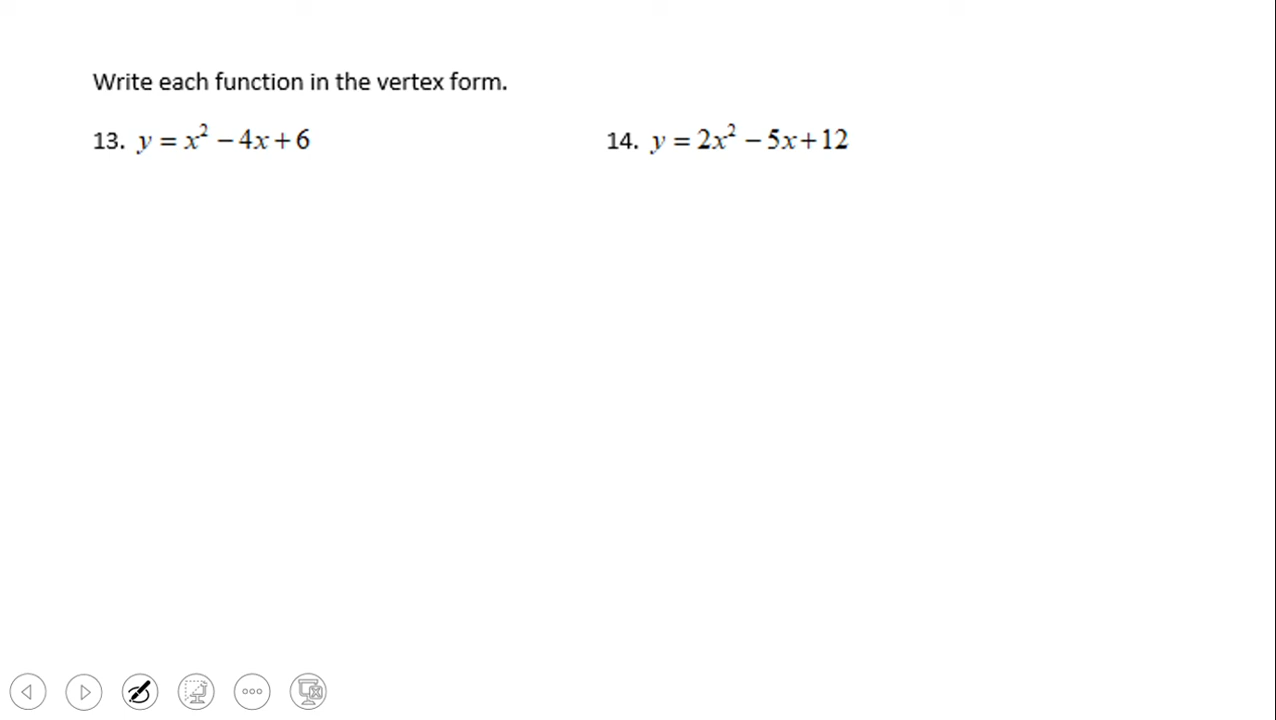 Write each function in the vertex form.
13. y = x² − 4x + 6 14. y = 2x² − 5x + 12